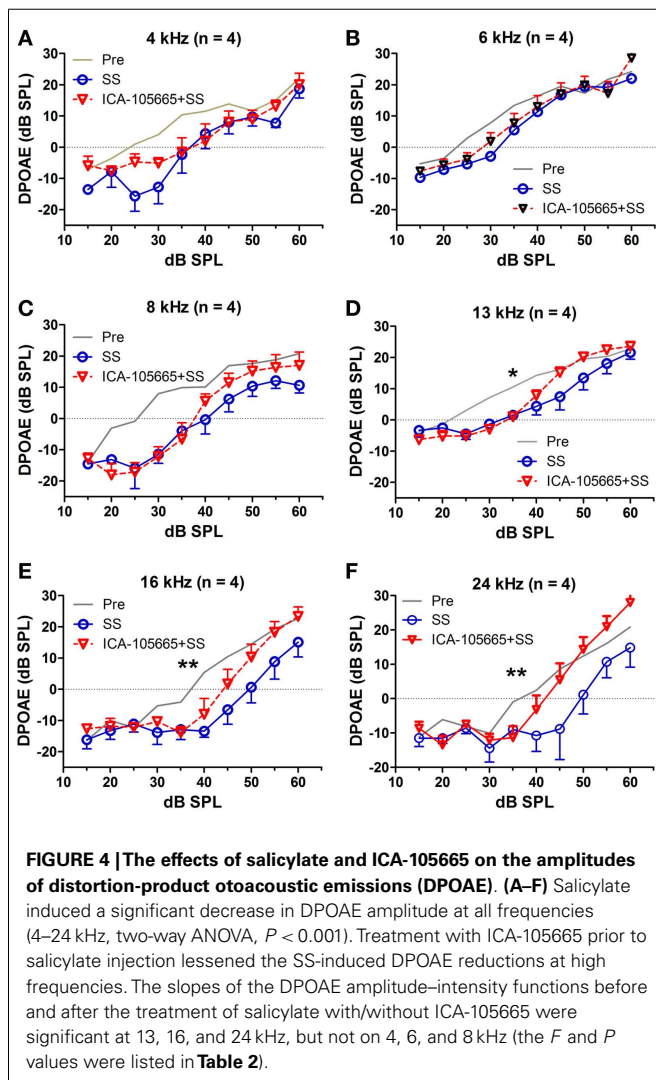 A
4 kHz (n = 4)
Pre
SS
ICA-105665+SS
DPOAE (dB SPL)
30
20
10
0
-10
-20
10 20 30 40 50 60
dB SPL
B
6 kHz (n = 4)
DPOAE (dB SPL)
30
20
10
0
-10
-20
Pre
SS
ICA-105665+SS
10 20 30 40 50 60
dB SPL
C
8 kHz (n = 4)
Pre
SS
ICA-105665+SS
DPOAE (dB SPL)
30
20
10
0
-10
-20
10 20 30 40 50 60
dB SPL
D
13 kHz (n = 4)
DPOAE (dB SPL)
30
20
10
0
-10
-20
*
Pre
SS
ICA-105665+SS
10 20 30 40 50 60
dB SPL
E
16 kHz (n = 4)
Pre
SS
ICA-105665+SS
**
DPOAE (dB SPL)
30
20
10
0
-10
-20
10 20 30 40 50 60
dB SPL
F
24 kHz (n = 4)
Pre
SS
ICA-105665+SS
**
DPOAE (dB SPL)
30
20
10
0
-10
-20
10 20 30 40 50 60
dB SPL
FIGURE 4 | The effects of salicylate and ICA-105665 on the amplitudes
of distortion-product otoacoustic emissions (DPOAE). (A–F) Salicylate
induced a significant decrease in DPOAE amplitude at all frequencies
(4–24 kHz, two-way ANOVA, P < 0.001). Treatment with ICA-105665 prior to
salicylate injection lessened the SS-induced DPOAE reductions at high
frequencies. The slopes of the DPOAE amplitude–intensity functions before
and after the treatment of salicylate with/without ICA-105665 were
significant at 13, 16, and 24 kHz, but not on 4, 6, and 8 kHz (the F and P
values were listed in Table 2).